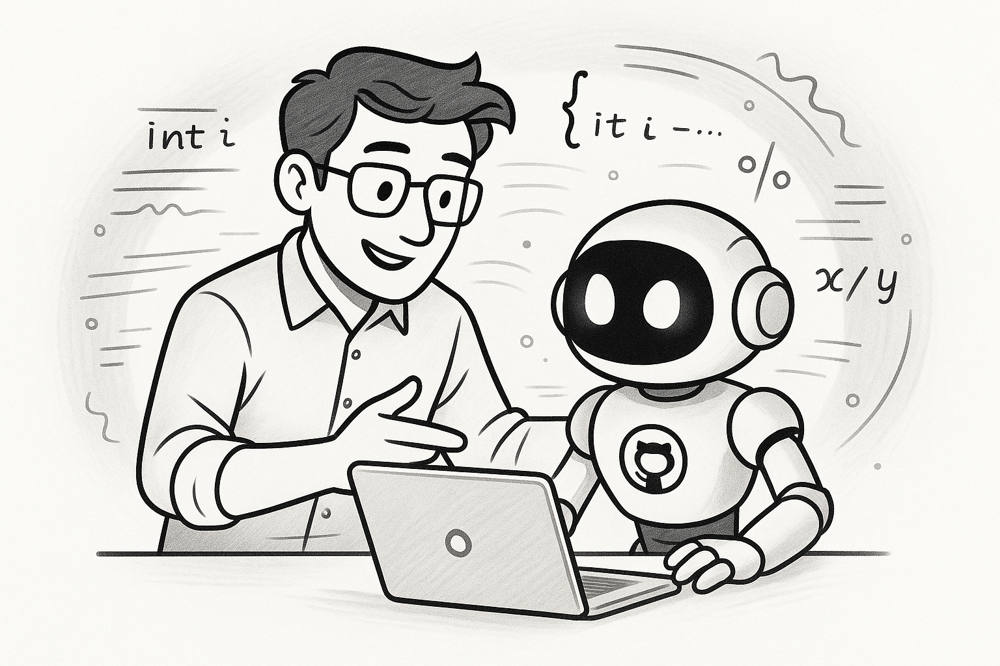 int i
{ it i –···
%
x/y